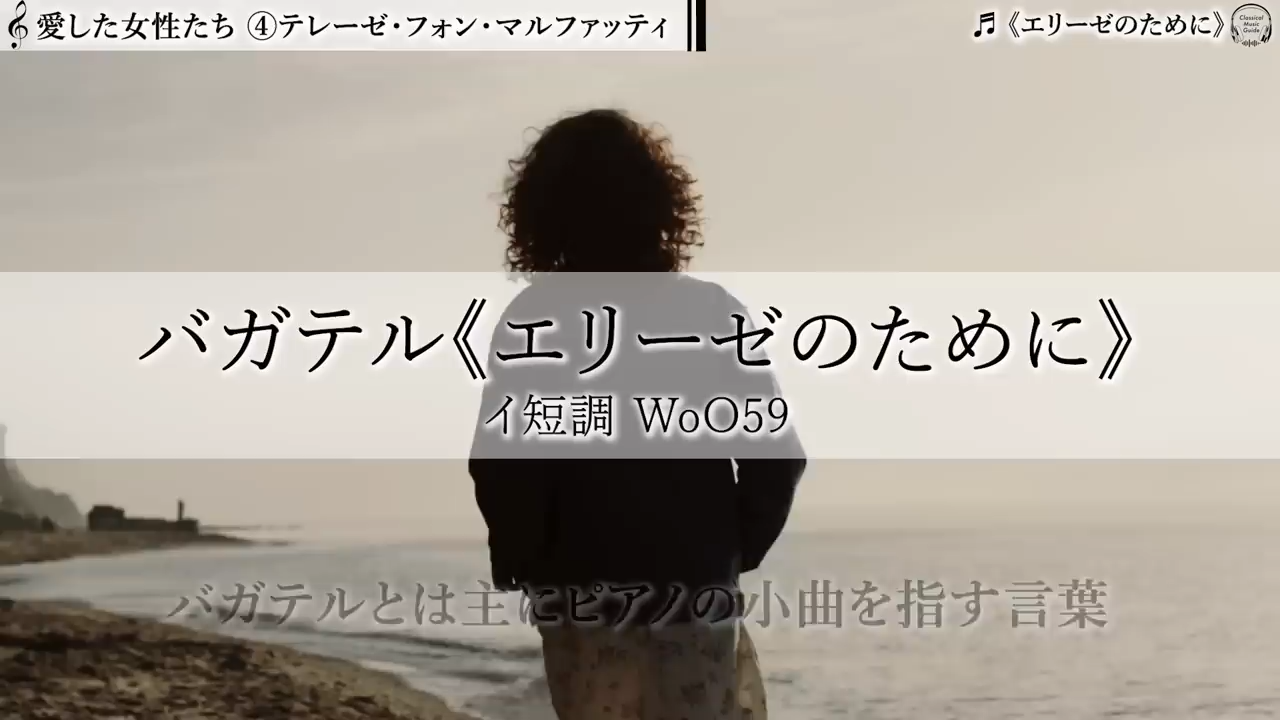 愛した女性たち ④テレーゼ・フォン・マルファッティ
♬《エリーゼのために》
Classical
Music
Guide
バガテル《エリーゼのために》
イ短調 WoO59
バガテルとは主にピアノの小曲を指す言葉